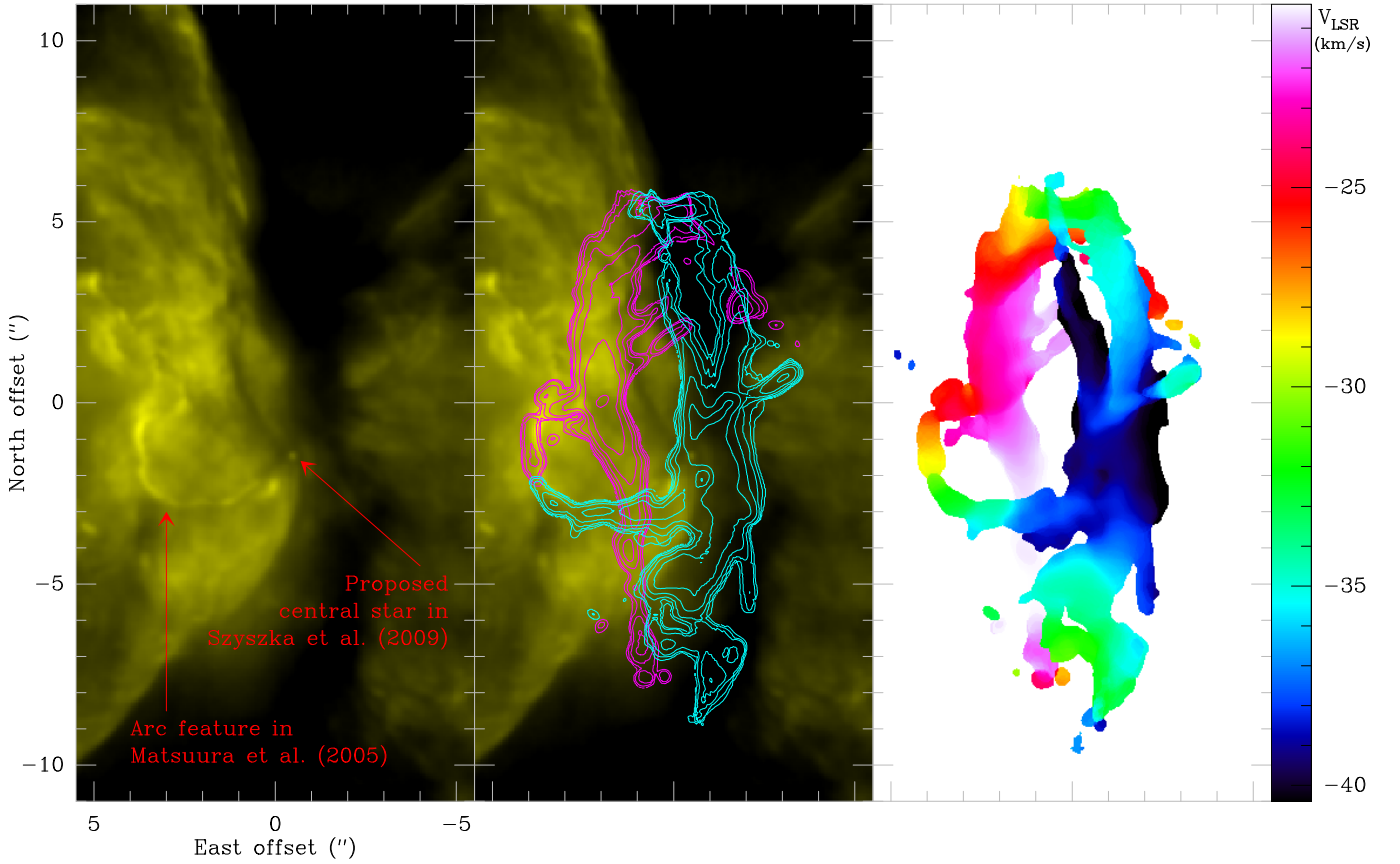 V_LSR
(km/s)
10
5
0
−5
−10
North offset (")
−25
−30
−35
−40
Proposed
central star in
Szyszka et al. (2009)
Arc feature in
Matsuura et al. (2005)
5
0
−5
East offset (")